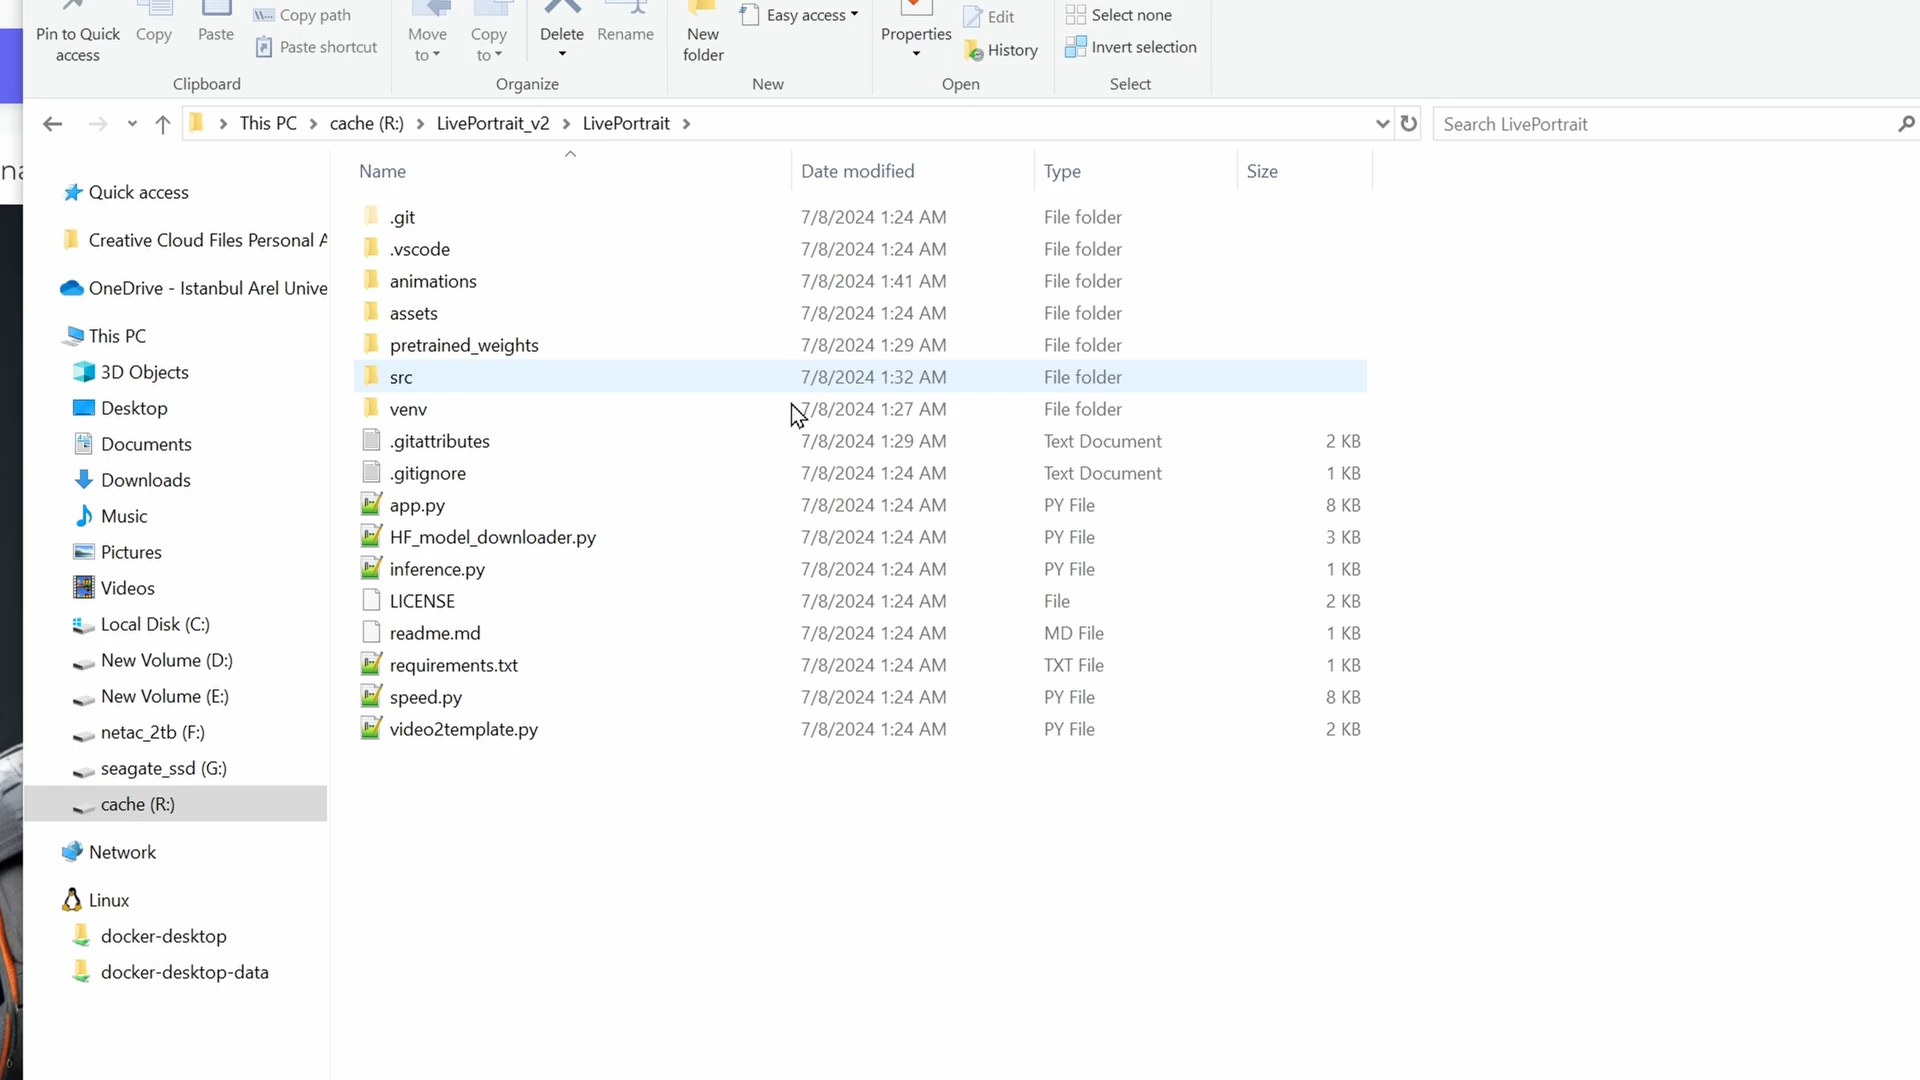 Pin to Quick access
Copy
Paste
Copy path
Paste shortcut
Clipboard
Move to
Copy to
Delete
Rename
Organize
New folder
Easy access
New
Properties
Edit
History
Open
Select none
Invert selection
Select
This PC
cache (R:)
LivePortrait_v2
LivePortrait
Search LivePortrait
na
Quick access
Creative Cloud Files Personal A
OneDrive - Istanbul Arel Unive
This PC
3D Objects
Desktop
Documents
Downloads
Music
Pictures
Videos
Local Disk (C:)
New Volume (D:)
New Volume (E:)
netac_2tb (F:)
seagate_ssd (G:)
cache (R:)
Network
Linux
docker-desktop
docker-desktop-data
Name Date modified Type Size
.git 7/8/2024 1:24 AM File folder
.vscode 7/8/2024 1:24 AM File folder
animations 7/8/2024 1:41 AM File folder
assets 7/8/2024 1:24 AM File folder
pretrained_weights 7/8/2024 1:29 AM File folder
src 7/8/2024 1:32 AM File folder
venv 7/8/2024 1:27 AM File folder
.gitattributes 7/8/2024 1:29 AM Text Document 2 KB
.gitignore 7/8/2024 1:24 AM Text Document 1 KB
app.py 7/8/2024 1:24 AM PY File 8 KB
HF_model_downloader.py 7/8/2024 1:24 AM PY File 3 KB
inference.py 7/8/2024 1:24 AM PY File 1 KB
LICENSE 7/8/2024 1:24 AM File 2 KB
readme.md 7/8/2024 1:24 AM MD File 1 KB
requirements.txt 7/8/2024 1:24 AM TXT File 1 KB
speed.py 7/8/2024 1:24 AM PY File 8 KB
video2template.py 7/8/2024 1:24 AM PY File 2 KB